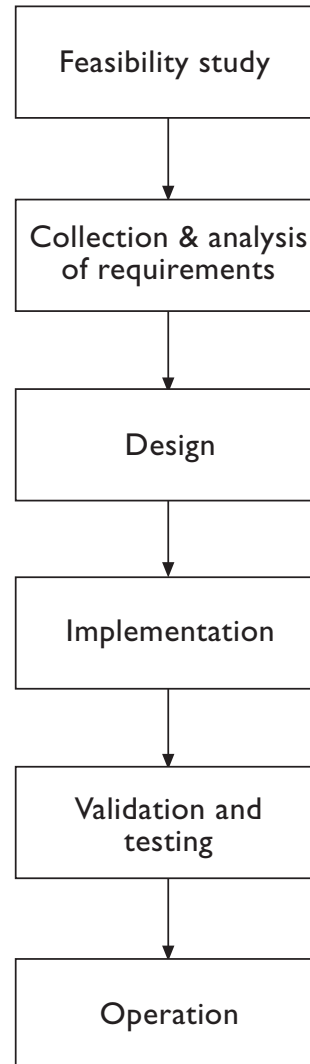 Feasibility study
Collection & analysis
of requirements
Design
Implementation
Validation and
testing
Operation